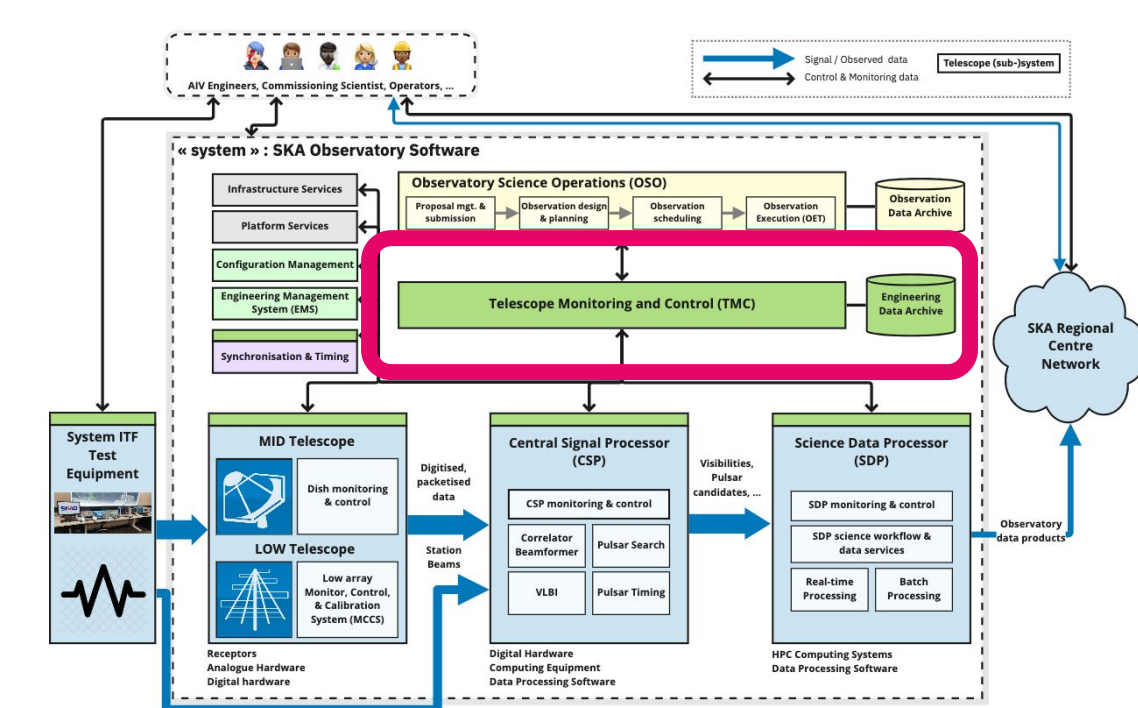 AIV Engineers, Commissioning Scientist, Operators, ...
Signal / Observed data
Control & Monitoring data
Telescope (sub-)system
« system » : SKA Observatory Software
Infrastructure Services
Platform Services
Configuration Management
Engineering Management
System (EMS)
Synchronisation & Timing
Observatory Science Operations (OSO)
Proposal mgt. &
submission
Observation design
& planning
Observation
scheduling
Observation
Execution (OET)
Observation
Data Archive
Telescope Monitoring and Control (TMC)
Engineering
Data Archive
SKA Regional
Centre
Network
System ITF
Test
Equipment
MID Telescope
Dish monitoring
& control
LOW Telescope
Low array
Monitor, Control,
& Calibration
System (MCCS)
Receptors
Analogue Hardware
Digital hardware
Digitised,
packetised
data
Station
Beams
Central Signal Processor
(CSP)
CSP monitoring & control
Correlator
Beamformer
Pulsar Search
VLBI
Pulsar Timing
Digital Hardware
Computing Equipment
Data Processing Software
Visibilities,
Pulsar
candidates, ...
Science Data Processor
(SDP)
SDP monitoring & control
SDP science workflow &
data services
Real-time
Processing
Batch
Processing
HPC Computing Systems
Data Processing Software
Observatory
data products